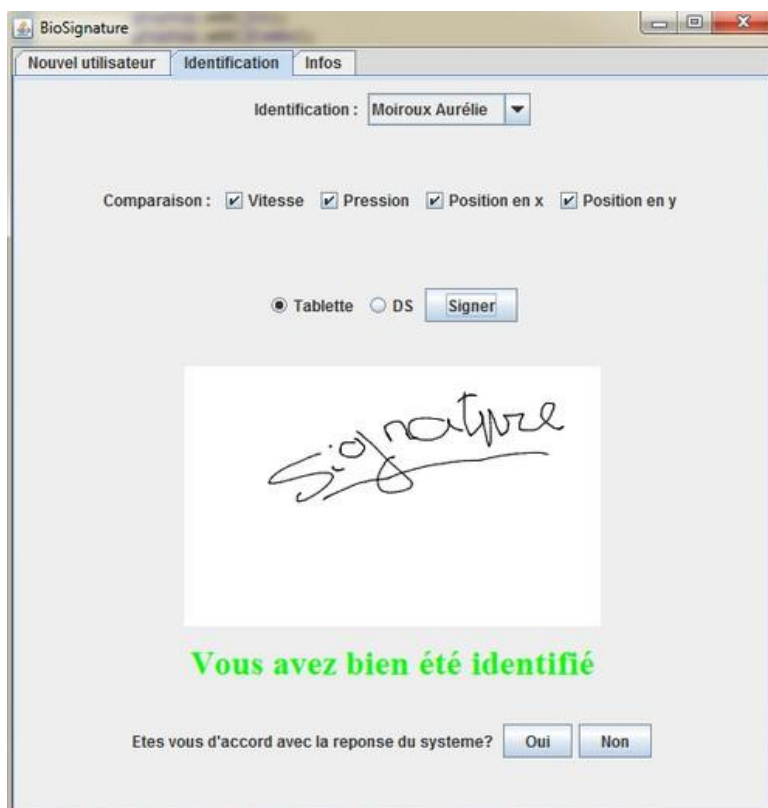 BioSignature
Nouvel utilisateur Identification Infos
Identification : Moiroux Aurélie
Comparaison : Vitesse Pression Position en x Position en y
Tablette DS Signer
Signature
Vous avez bien été identifié
Etes vous d'accord avec la reponse du systeme? Oui Non